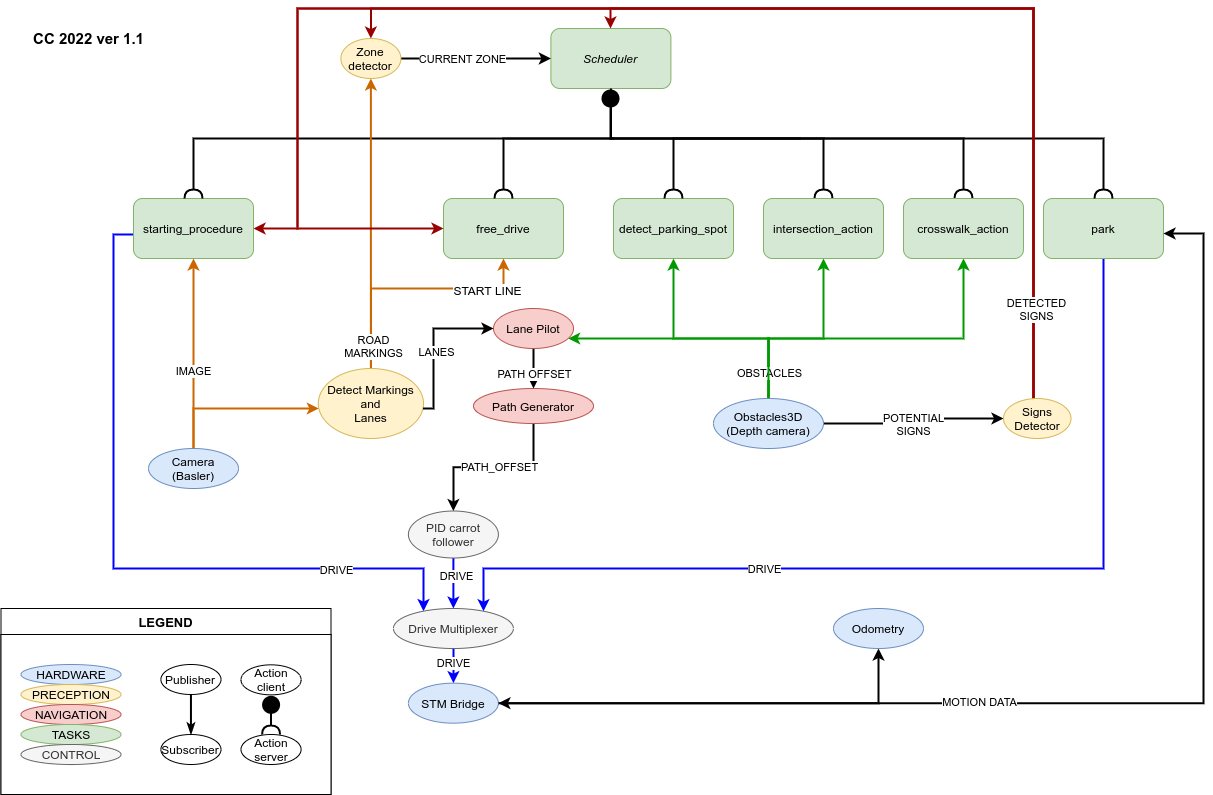 CC 2022 ver 1.1
Zone
detector
CURRENT ZONE
Scheduler
starting_procedure
free_drive
detect_parking_spot
intersection_action
crosswalk_action
park
START LINE
DETECTED
SIGNS
Lane Pilot
ROAD
MARKINGS
LANES
IMAGE
PATH OFFSET
OBSTACLES
Detect Markings
and
Lanes
Path Generator
Obstacles3D
(Depth camera)
POTENTIAL
SIGNS
Signs
Detector
Camera
(Basler)
PATH_OFFSET
PID carrot
follower
DRIVE
DRIVE
DRIVE
Drive Multiplexer
Odometry
DRIVE
STM Bridge
MOTION DATA
LEGEND
HARDWARE
PRECEPTION
NAVIGATION
TASKS
CONTROL
Publisher
Subscriber
Action
client
Action
server